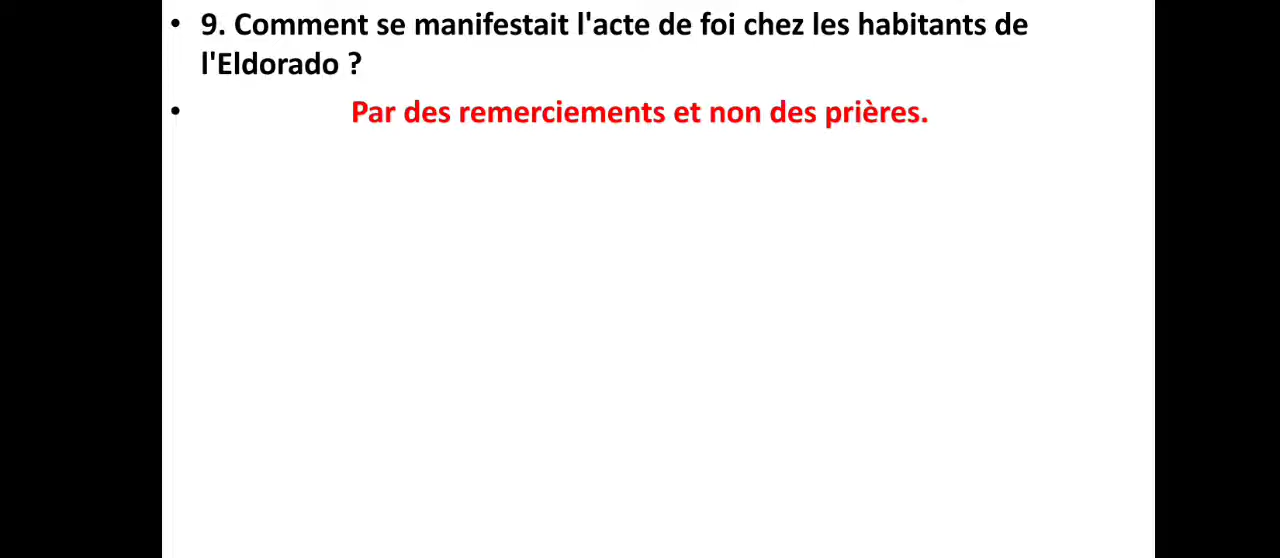 • 9. Comment se manifestait l'acte de foi chez les habitants de
l'Eldorado ?
• Par des remerciements et non des prières.